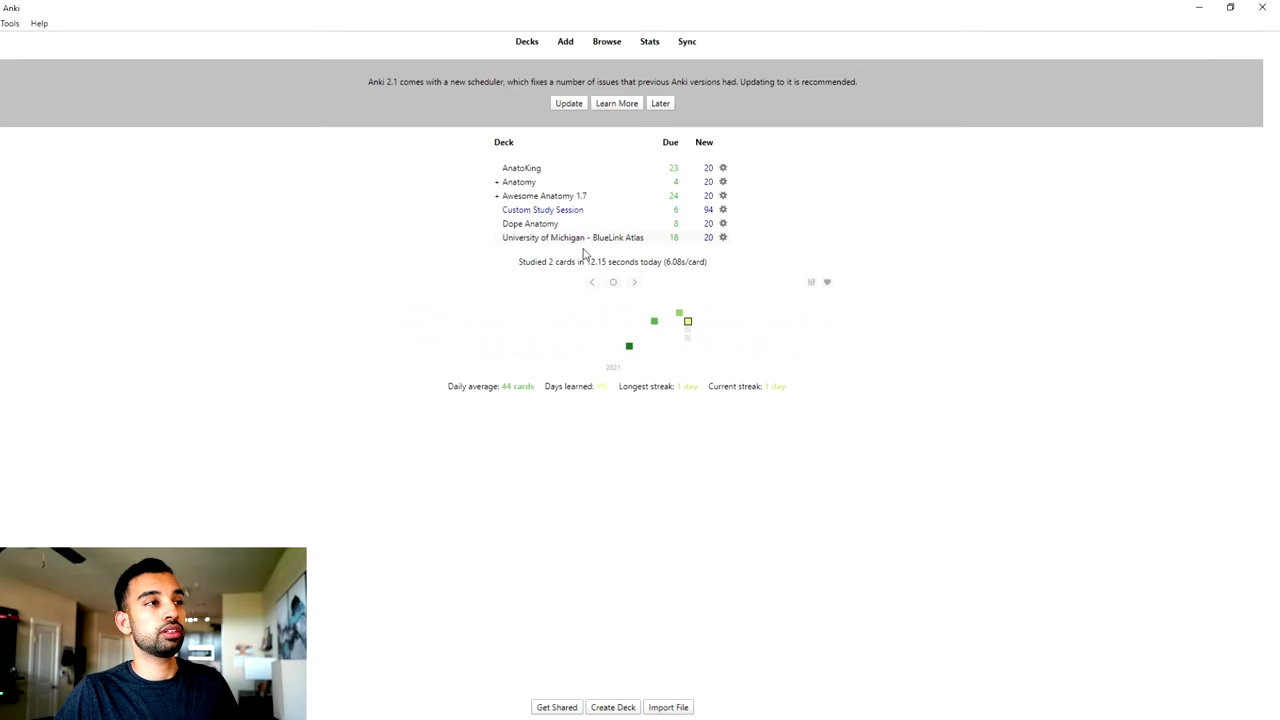 Anki
Tools Help
Decks Add Browse Stats Sync
Anki 2.1 comes with a new scheduler, which fixes a number of issues that previous Anki versions had. Updating to it is recommended.
Update Learn More Later
Deck Due New
AnatoKing 23 20
+ Anatomy 4 20
+ Awesome Anatomy 1.7 24 20
Custom Study Session 6 94
Dope Anatomy 8 20
University of Michigan - BlueLink Atlas 18 20
Studied 2 cards in 12.15 seconds today (6.08s/card)
2021
Daily average: 44 cards Days learned: Longest streak: 1 day Current streak: 1 day
Get Shared Create Deck Import File